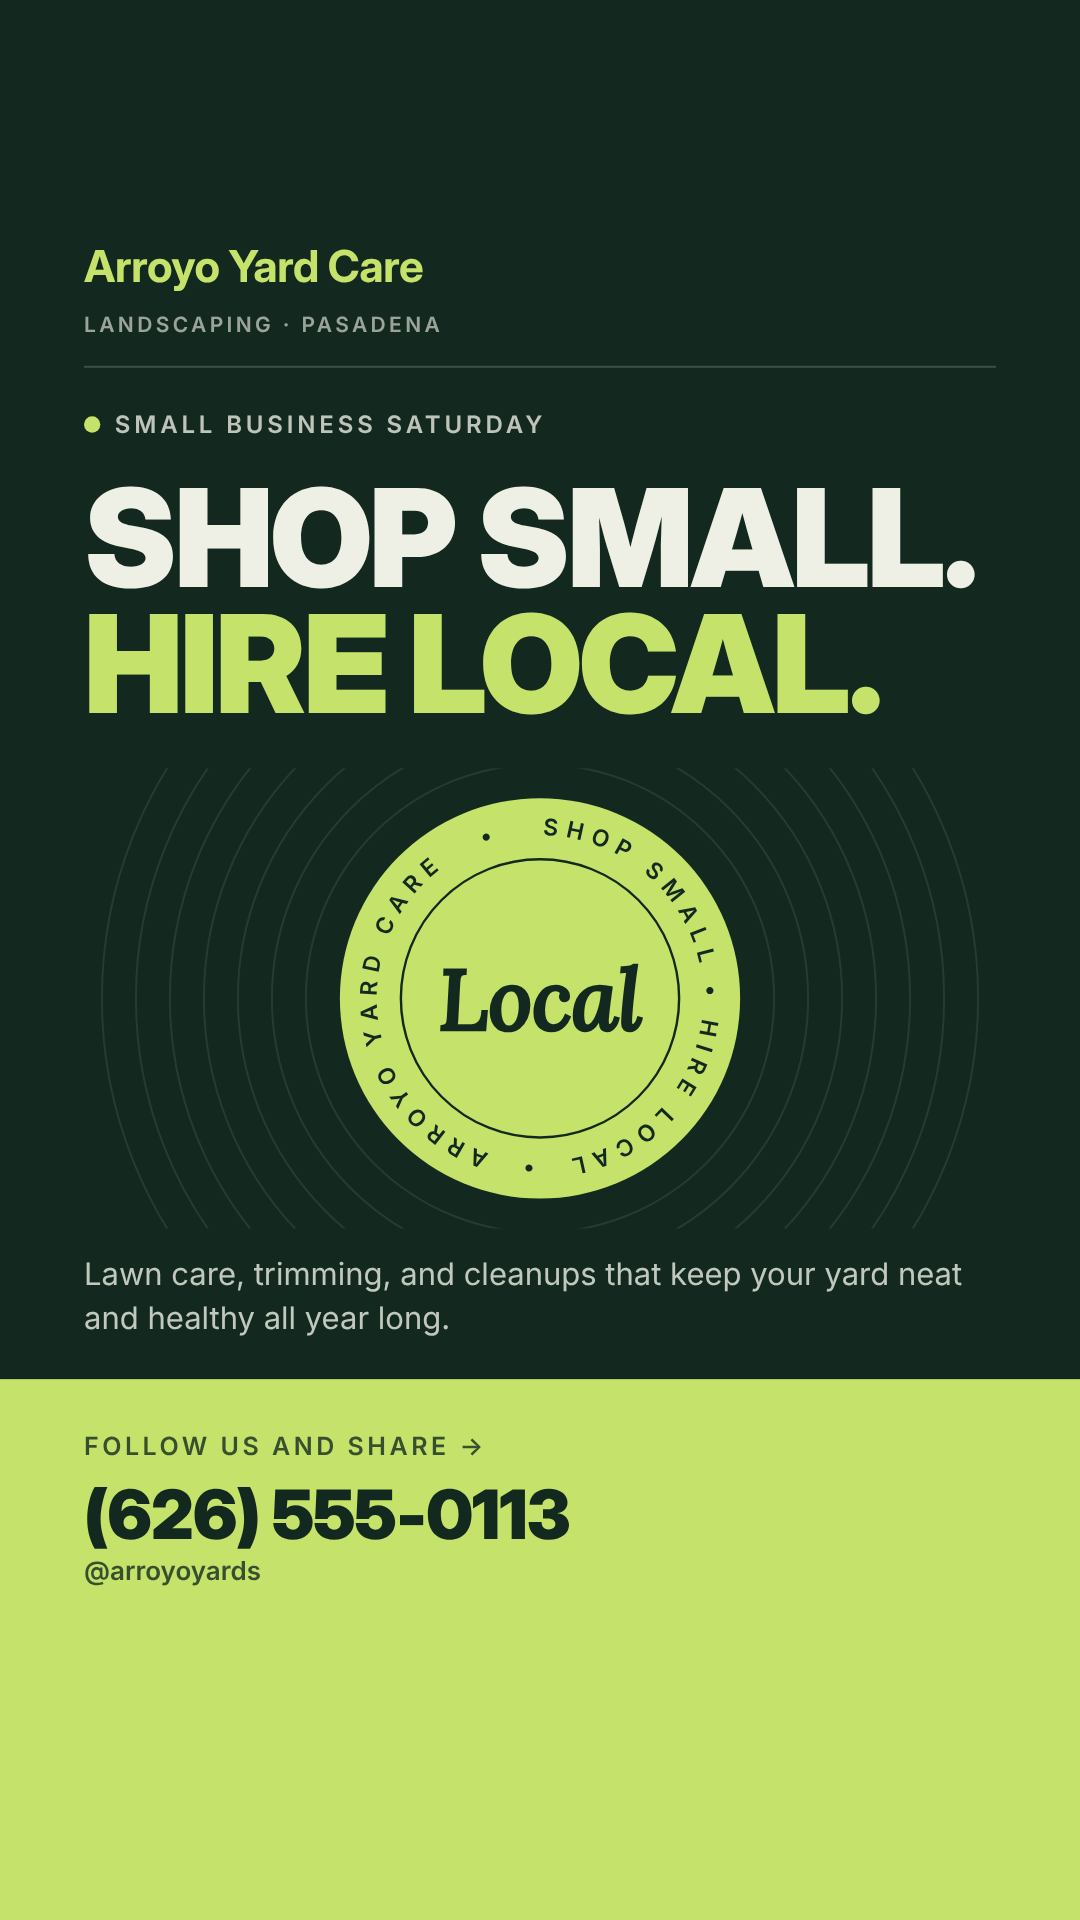 Arroyo Yard Care
LANDSCAPING · PASADENA
SMALL BUSINESS SATURDAY
SHOP SMALL.
HIRE LOCAL.
SHOP SMALL • HIRE LOCAL • ARROYO YARD CARE •
Local
Lawn care, trimming, and cleanups that keep your yard neat
and healthy all year long.
FOLLOW US AND SHARE →
(626) 555-0113
@arroyoyards